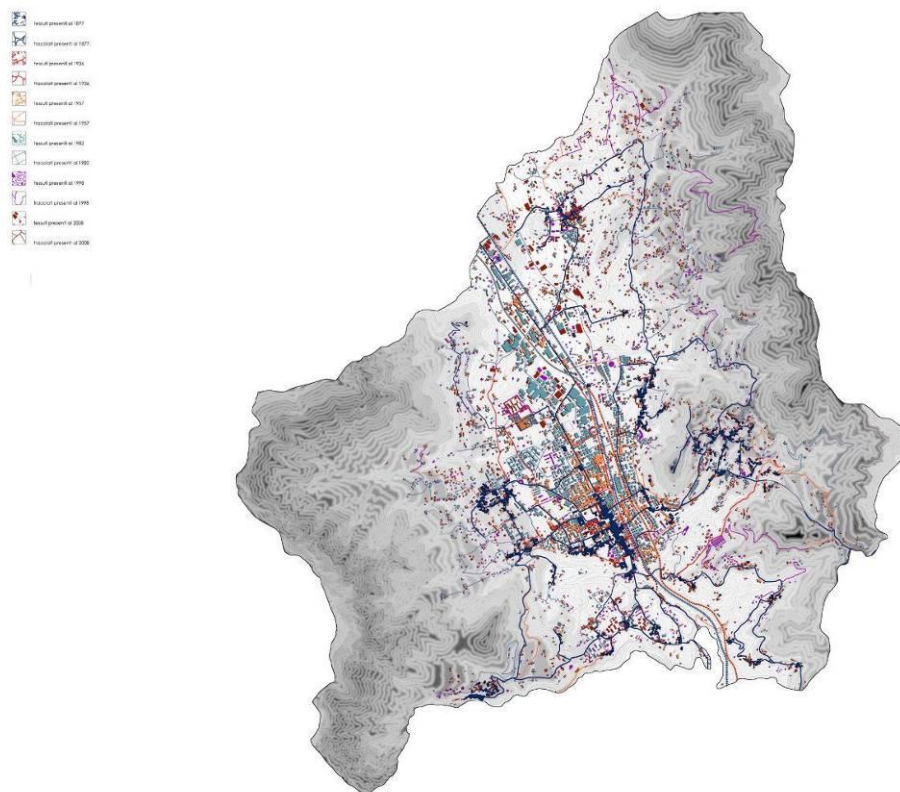 tessuti presenti al 1877
tracciati presenti al 1877
tessuti presenti al 1936
tracciati presenti al 1936
tessuti presenti al 1957
tracciati presenti al 1957
tessuti presenti al 1982
tracciati presenti al 1982
tessuti presenti al 1998
tracciati presenti al 1998
tessuti presenti al 2008
tracciati presenti al 2008